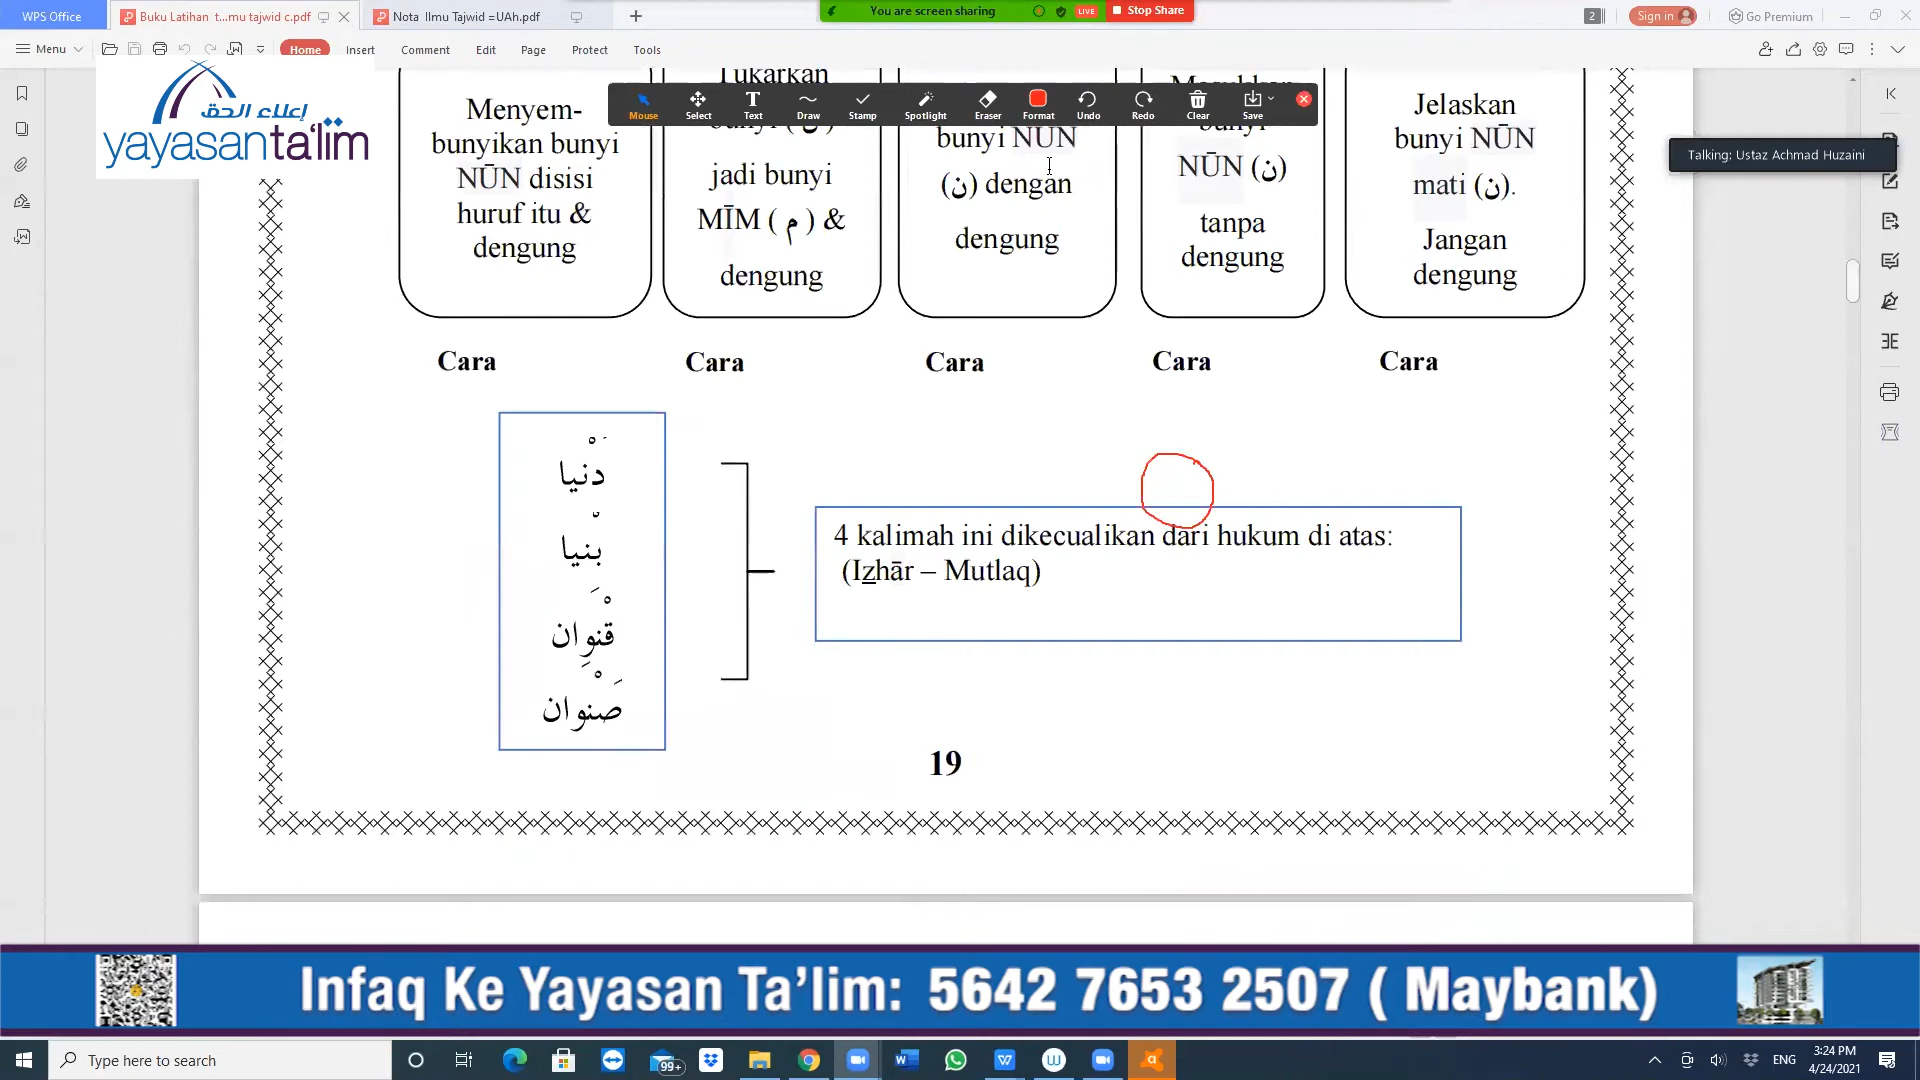 WPS Office
Buku Latihan t...mu tajwid c.pdf
Nota Ilmu Tajwid =UAh.pdf
You are screen sharing
LIVE
Stop Share
2
Sign in
Go Premium
Menu
Home
Insert
Comment
Edit
Page
Protect
Tools
إعلاء الحق
yayasanta'lim
Mouse
Select
Text
Draw
Stamp
Spotlight
Eraser
Format
Undo
Redo
Clear
Save
Talking: Ustaz Achmad Huzaini
Menyem-
bunyikan bunyi
NŪN disisi
huruf itu &
dengung
Tukarkan
jadi bunyi
MĪM ( م ) &
dengung
bunyi NŪN
(ن) dengan
dengung
NŪN (ن)
tanpa
dengung
Jelaskan
bunyi NŪN
mati (ن).
Jangan
dengung
Cara
Cara
Cara
Cara
Cara
دنيا
بنيا
قنوان
صنوان
4 kalimah ini dikecualikan dari hukum di atas:
(Izhār – Mutlaq)
19
Infaq Ke Yayasan Ta'lim: 5642 7653 2507 ( Maybank)
Type here to search
99+
ENG
3:24 PM
4/24/2021